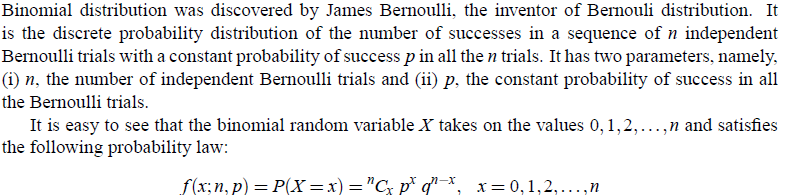 Binomial distribution was discovered by James Bernoulli, the inventor of Bernouli distribution. It
is the discrete probability distribution of the number of successes in a sequence of n independent
Bernoulli trials with a constant probability of success p in all the n trials. It has two parameters, namely,
(i) n, the number of independent Bernoulli trials and (ii) p, the constant probability of success in all
the Bernoulli trials.
It is easy to see that the binomial random variable X takes on the values 0,1,2,...,n and satisfies
the following probability law:
f(x;n,p) = P(X = x) = ⁿCₓ pˣ qⁿ⁻ˣ, x = 0,1,2,...,n